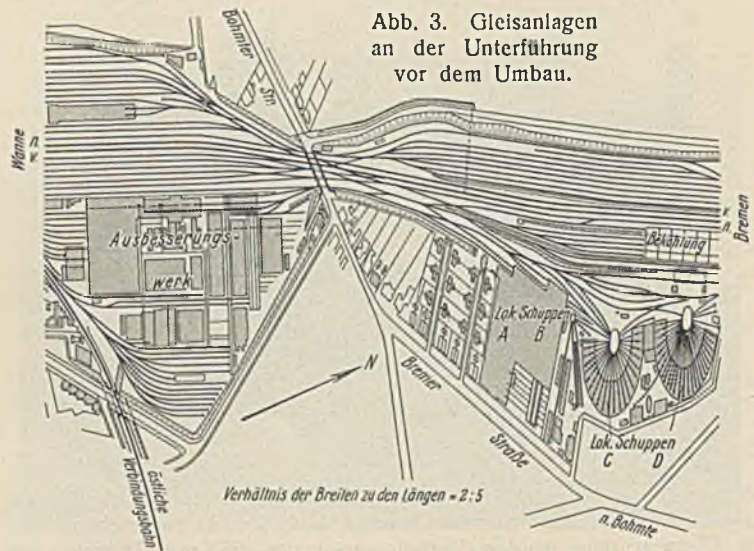 Abb. 3. Gleisanlagen
an der Unterführung
vor dem Umbau.
Bohmter
Str.
Wanne
n.
v.
v.
n.
Bremen
Ausbesserungs-
werk
Bekohlung
Lok. Schuppen
A B
Bremer
Straße
N
Lok. Schuppen
C D
östliche
Verbindungsbahn
Verhältnis der Breiten zu den Längen = 2:5
n. Bohmte